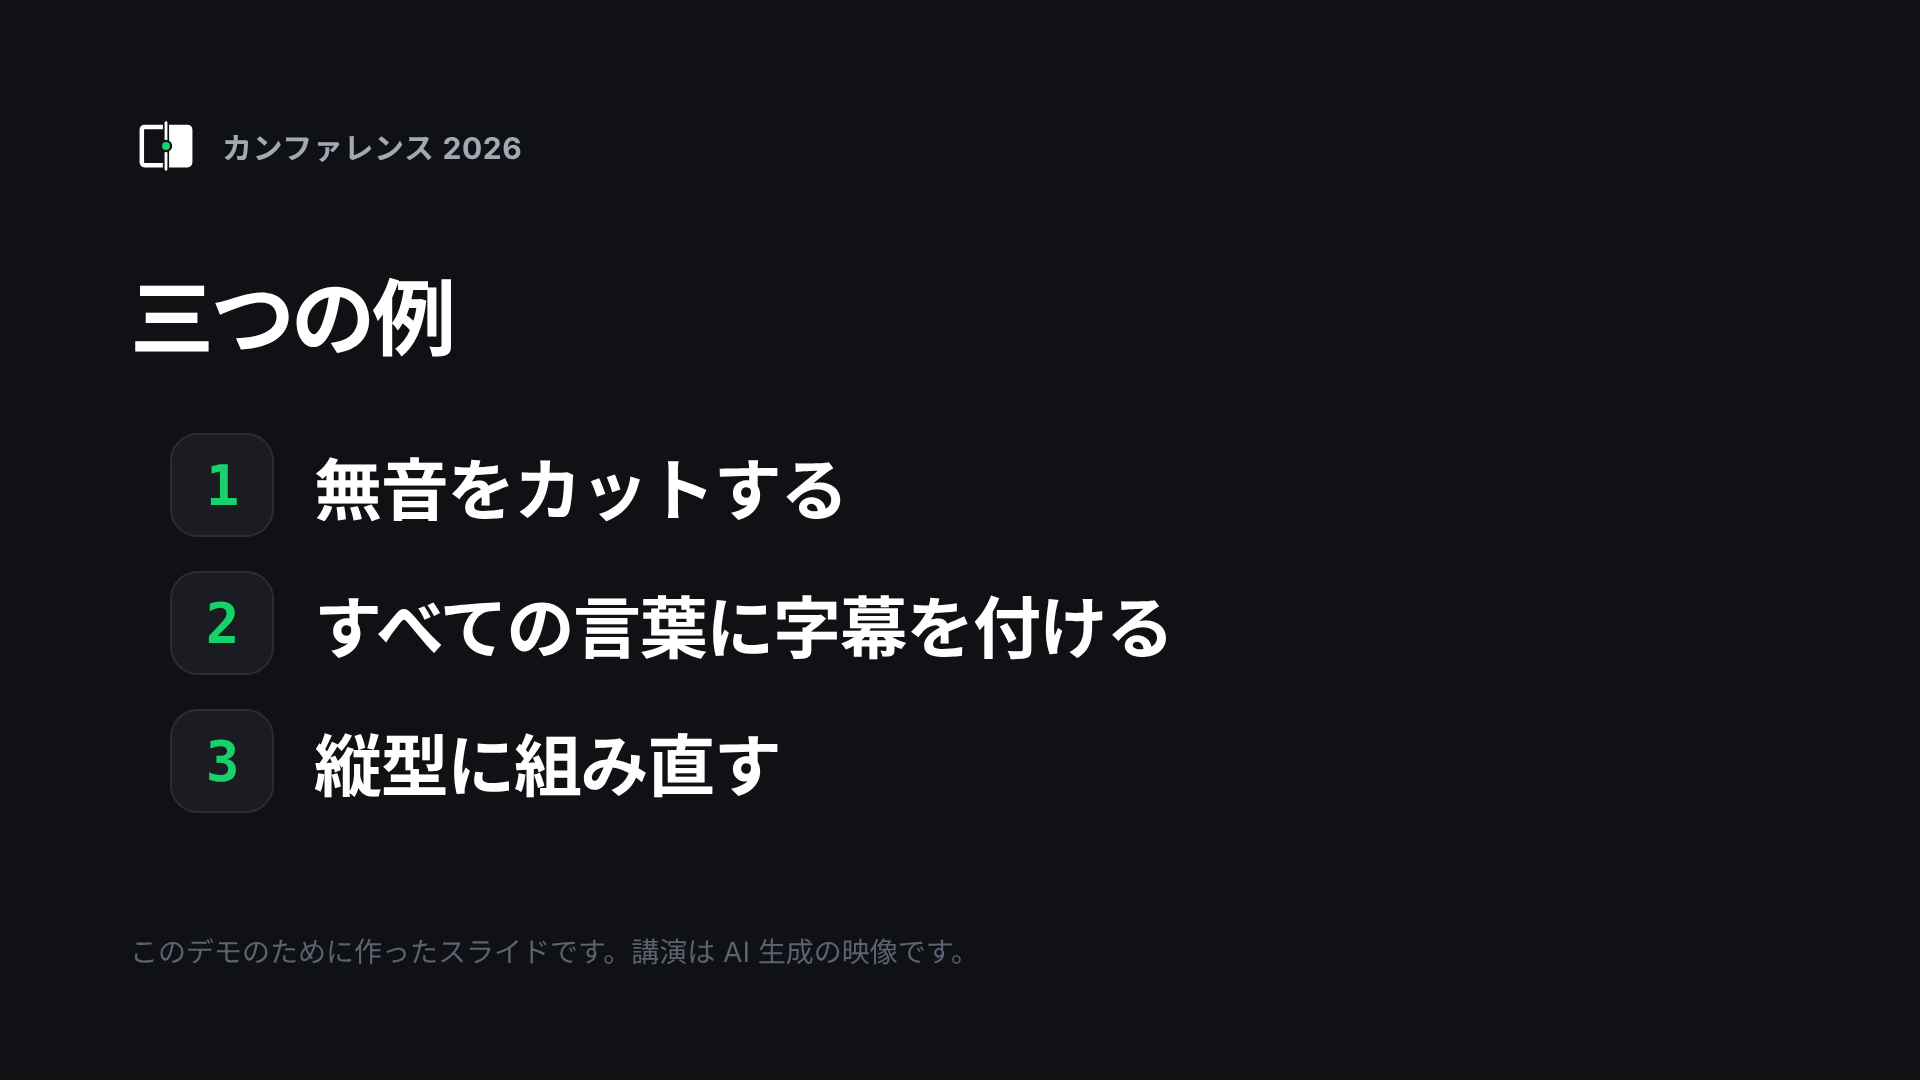 カンファレンス 2026
三つの例
1 無音をカットする
2 すべての言葉に字幕を付ける
3 縦型に組み直す
このデモのために作ったスライドです。講演は AI 生成の映像です。